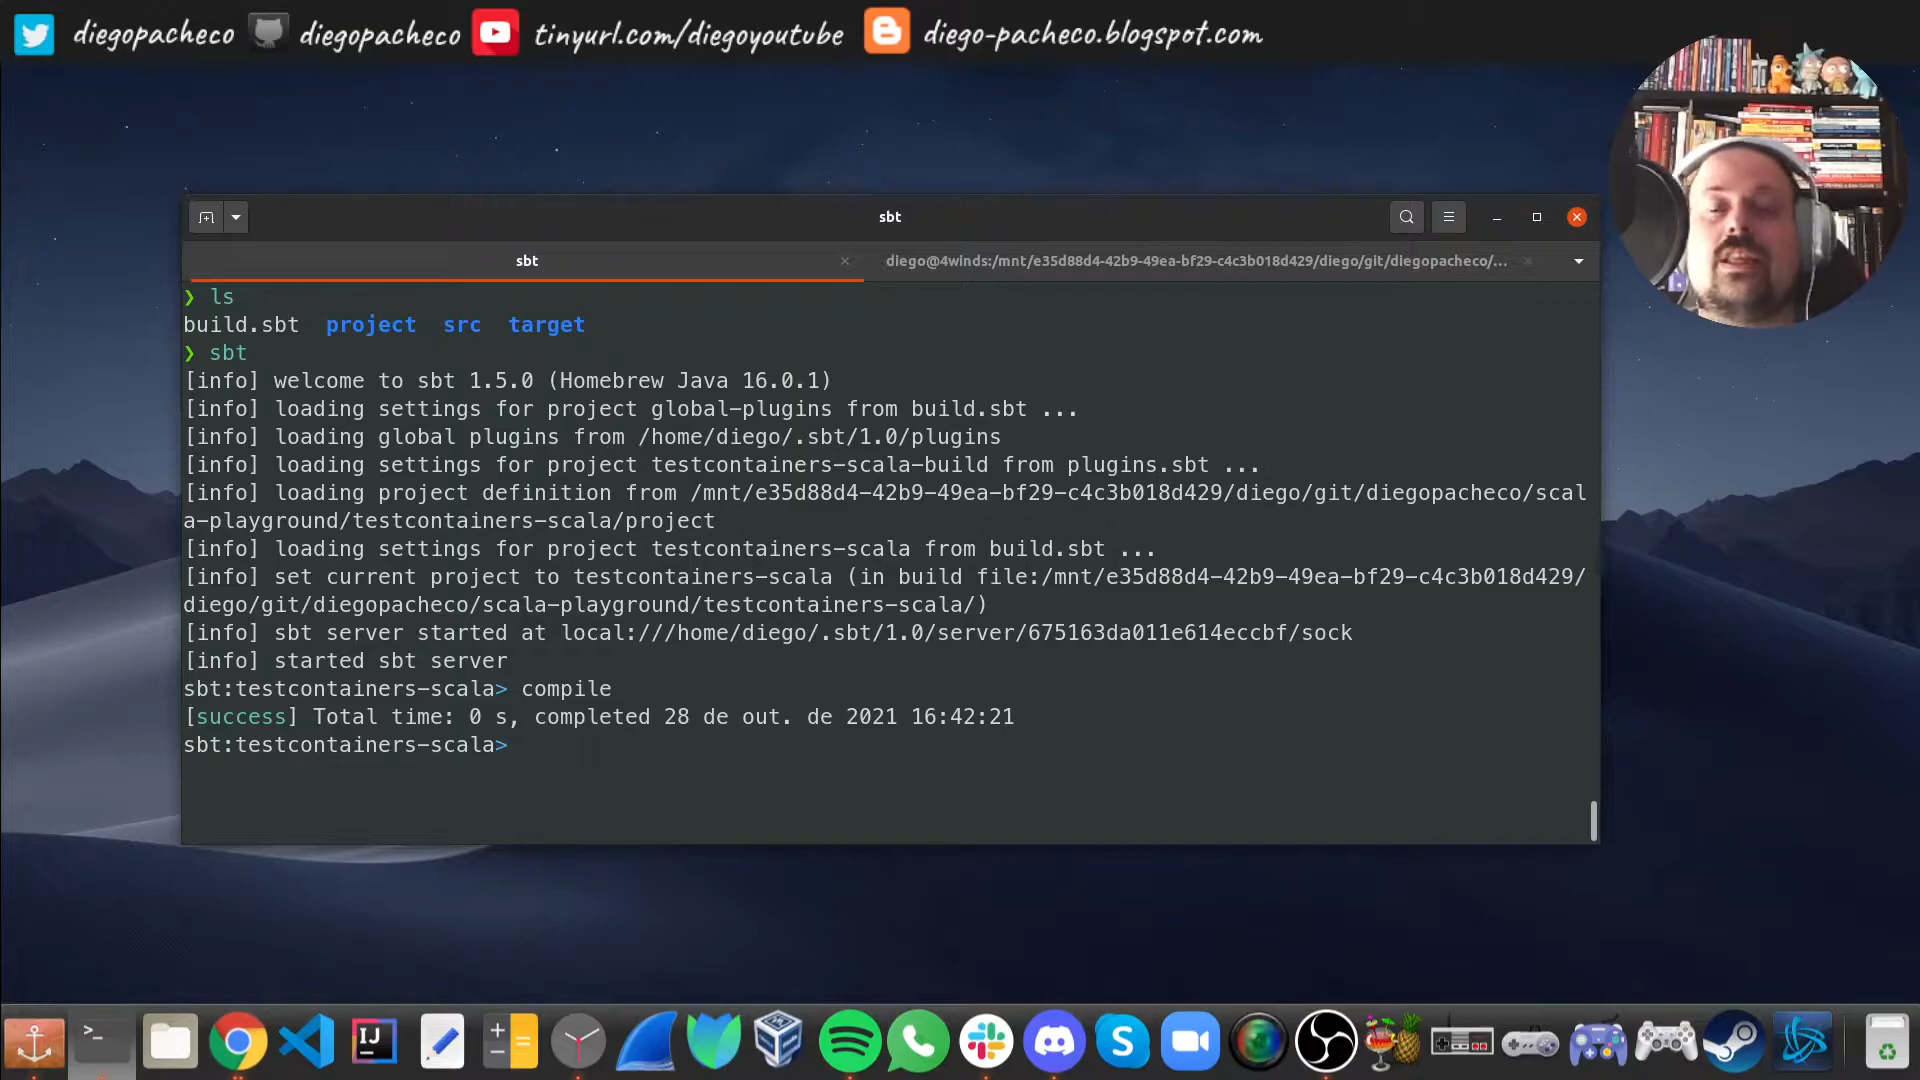 diegopacheco diegopacheco tinyurl.com/diegoyoutube diego-pacheco.blogspot.com
sbt
sbt diego@4winds:/mnt/e35d88d4-42b9-49ea-bf29-c4c3b018d429/diego/git/diegopacheco/...
❯ ls
build.sbt project src target
❯ sbt
[info] welcome to sbt 1.5.0 (Homebrew Java 16.0.1)
[info] loading settings for project global-plugins from build.sbt ...
[info] loading global plugins from /home/diego/.sbt/1.0/plugins
[info] loading settings for project testcontainers-scala-build from plugins.sbt ...
[info] loading project definition from /mnt/e35d88d4-42b9-49ea-bf29-c4c3b018d429/diego/git/diegopacheco/scal
a-playground/testcontainers-scala/project
[info] loading settings for project testcontainers-scala from build.sbt ...
[info] set current project to testcontainers-scala (in build file:/mnt/e35d88d4-42b9-49ea-bf29-c4c3b018d429/
diego/git/diegopacheco/scala-playground/testcontainers-scala/)
[info] sbt server started at local:///home/diego/.sbt/1.0/server/675163da011e614eccbf/sock
[info] started sbt server
sbt:testcontainers-scala> compile
[success] Total time: 0 s, completed 28 de out. de 2021 16:42:21
sbt:testcontainers-scala>
IJ